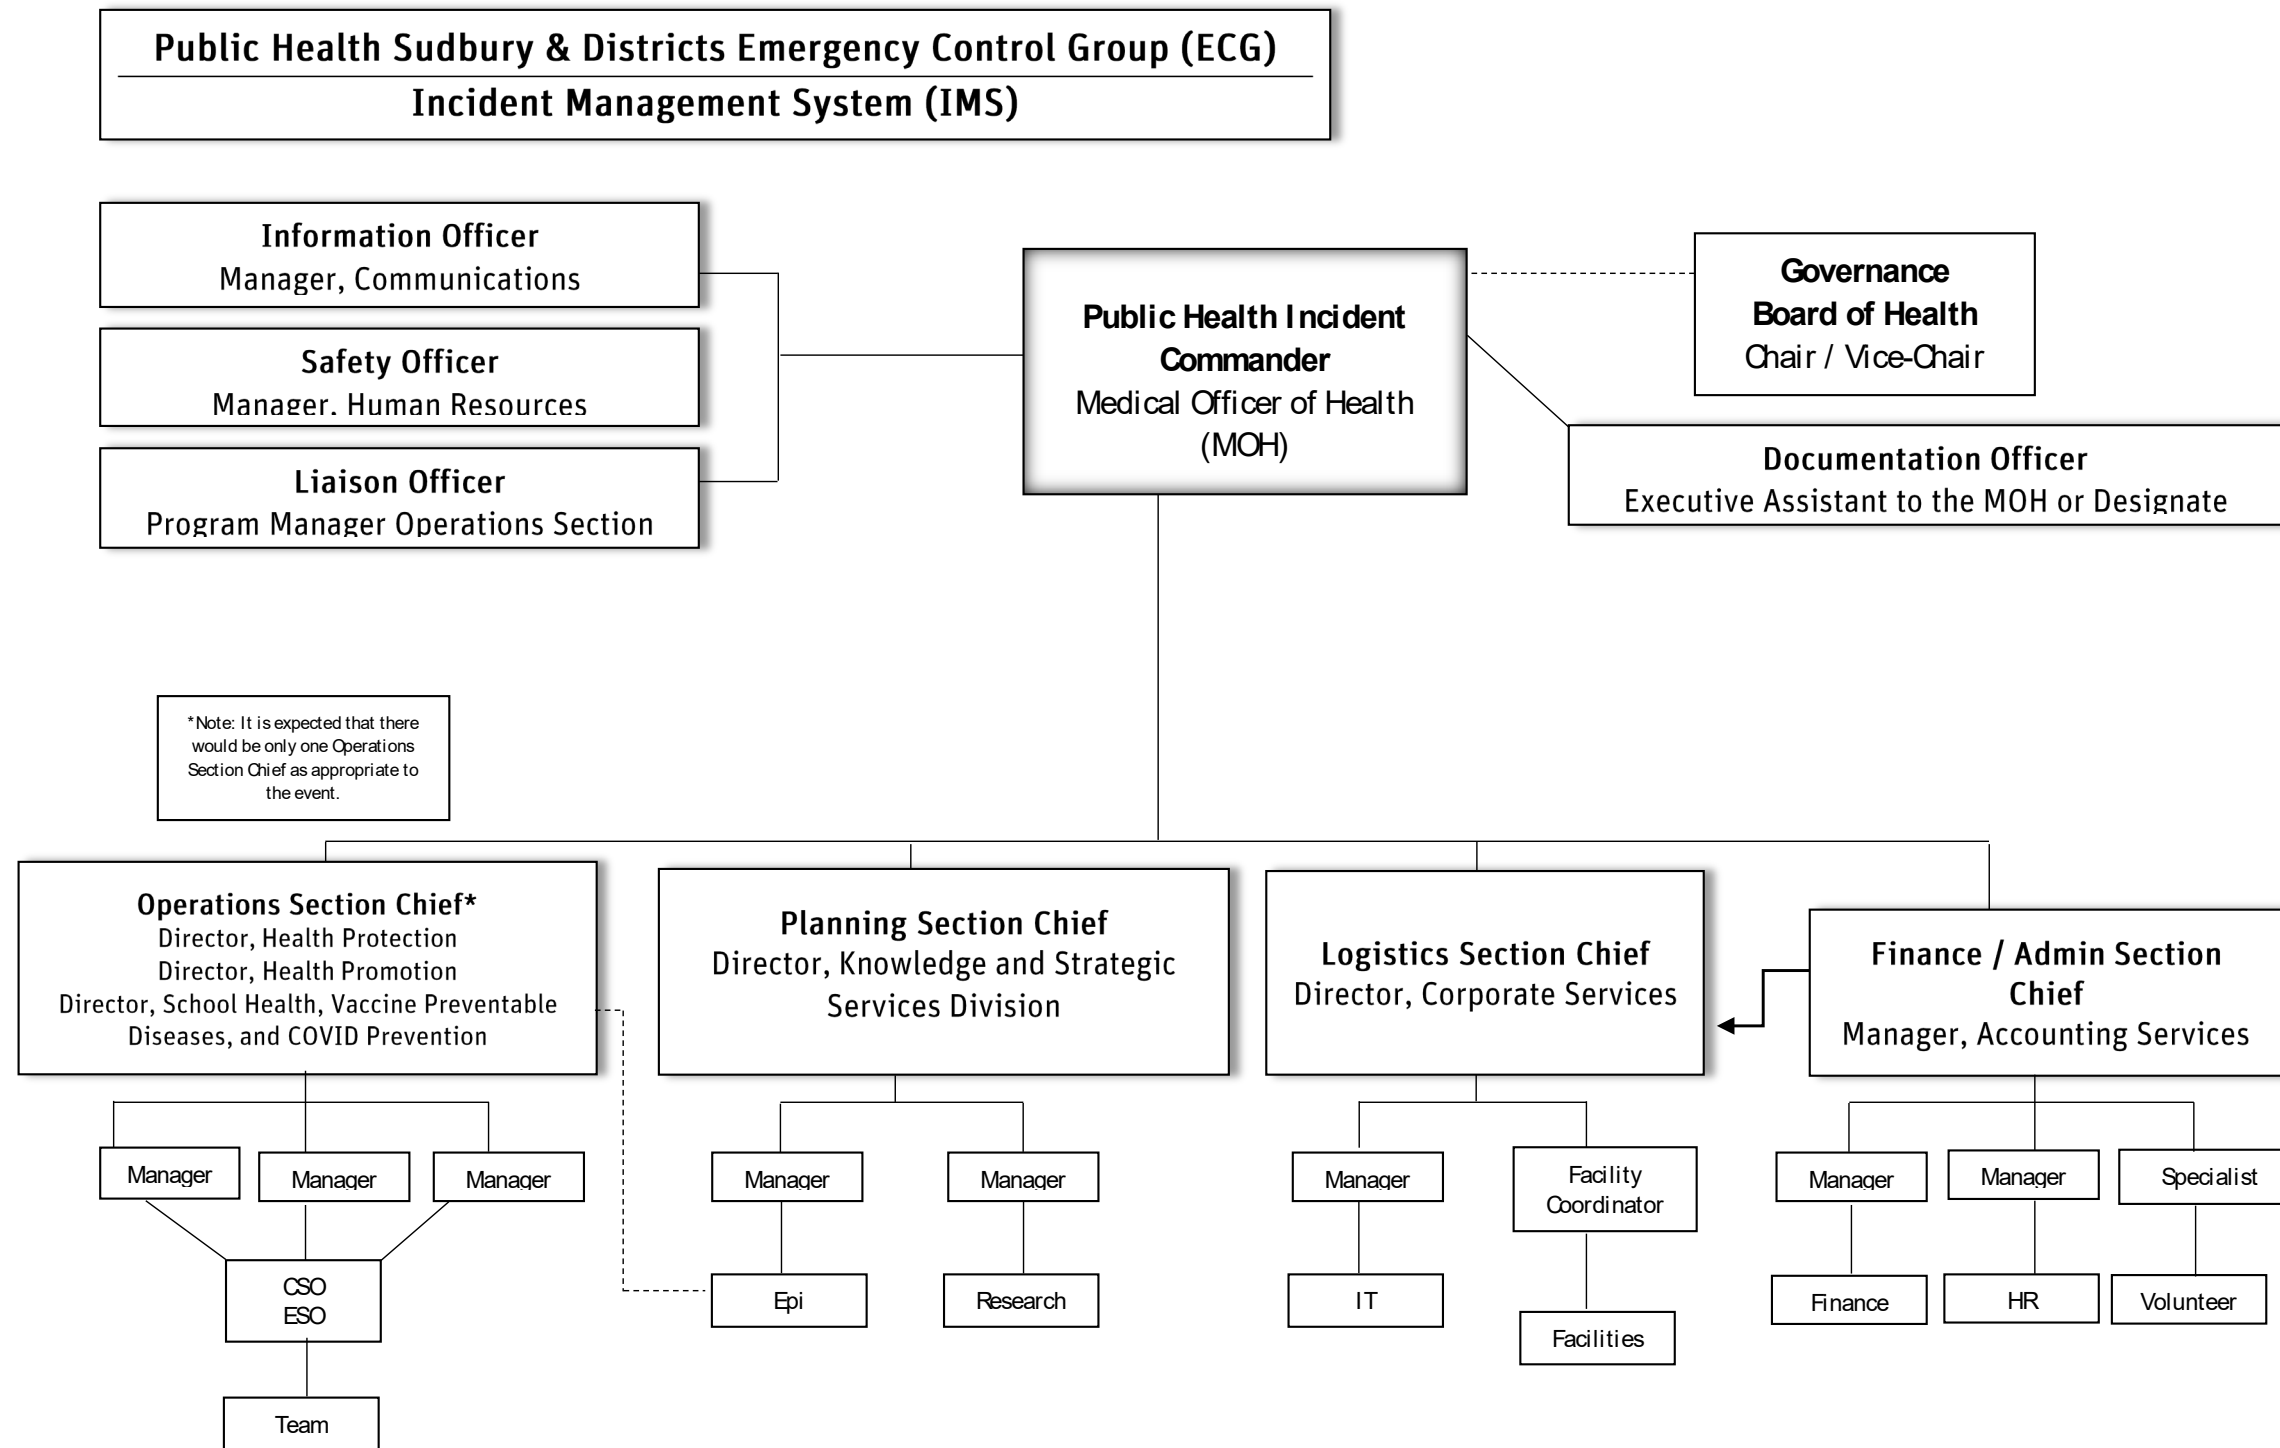 Public Health Sudbury & Districts Emergency Control Group (ECG)
Incident Management System (IMS)
Information Officer
Manager, Communications
Safety Officer
Manager, Human Resources
Liaison Officer
Program Manager Operations Section
Public Health Incident
Commander
Medical Officer of Health
(MOH)
Governance
Board of Health
Chair / Vice-Chair
Documentation Officer
Executive Assistant to the MOH or Designate
*Note: It is expected that there
would be only one Operations
Section Chief as appropriate to
the event.
Operations Section Chief*
Director, Health Protection
Director, Health Promotion
Director, School Health, Vaccine Preventable
Diseases, and COVID Prevention
Planning Section Chief
Director, Knowledge and Strategic
Services Division
Logistics Section Chief
Director, Corporate Services
Finance / Admin Section
Chief
Manager, Accounting Services
Manager
Manager
Manager
Manager
Manager
Manager
Facility
Coordinator
Manager
Manager
Specialist
CSO
ESO
Epi
Research
IT
Facilities
Finance
HR
Volunteer
Team